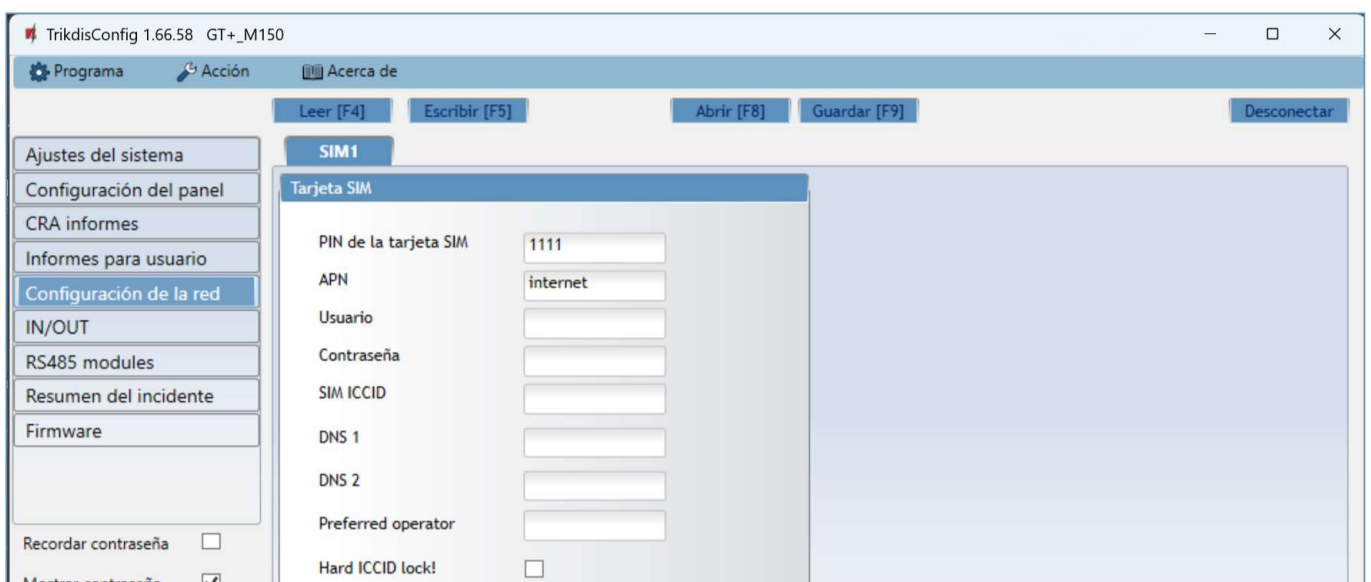 TrikdisConfig 1.66.58 GT+_M150
Programa Acción Acerca de
Leer [F4] Escribir [F5] Abrir [F8] Guardar [F9] Desconectar
Ajustes del sistema
Configuración del panel
CRA informes
Informes para usuario
Configuración de la red
IN/OUT
RS485 modules
Resumen del incidente
Firmware
Recordar contraseña
Mostrar contraseña
SIM1
Tarjeta SIM
PIN de la tarjeta SIM 1111
APN internet
Usuario
Contraseña
SIM ICCID
DNS 1
DNS 2
Preferred operator
Hard ICCID lock!